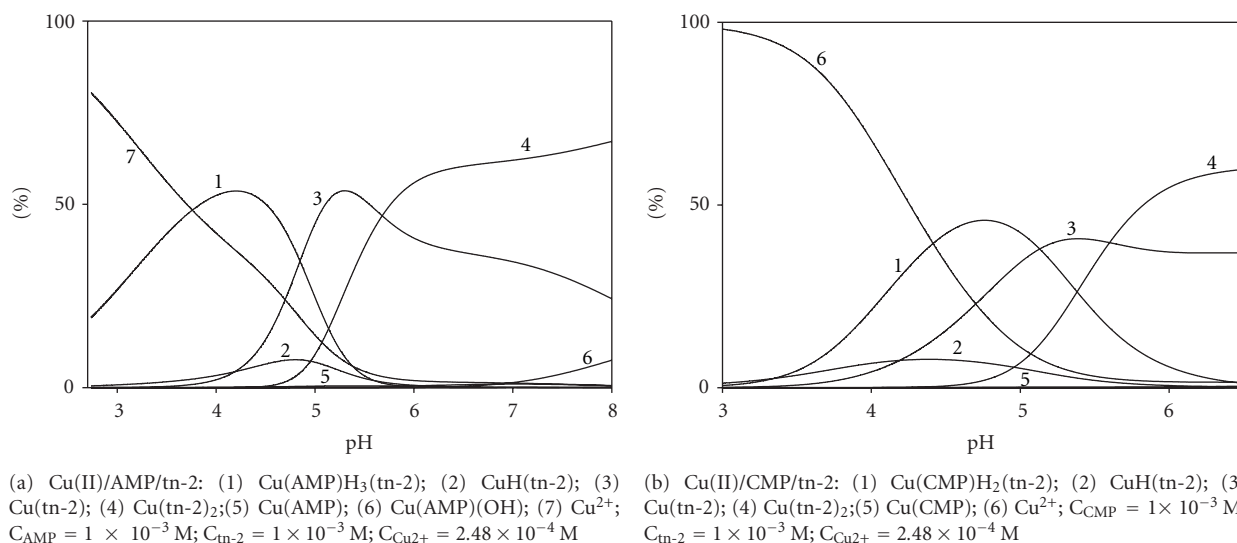 100
50
0
(%)
7
1
3
4
2
5
6
3 4 5 6 7 8
pH
(a) Cu(II)/AMP/tn-2: (1) Cu(AMP)H₃(tn-2); (2) CuH(tn-2); (3)
Cu(tn-2); (4) Cu(tn-2)₂;(5) Cu(AMP); (6) Cu(AMP)(OH); (7) Cu²⁺;
C_AMP = 1 × 10⁻³ M; C_tn-2 = 1 × 10⁻³ M; C_Cu2+ = 2.48 × 10⁻⁴ M
100
50
0
(%)
6
1
3
4
2
5
3 4 5 6
pH
(b) Cu(II)/CMP/tn-2: (1) Cu(CMP)H₂(tn-2); (2) CuH(tn-2); (3
Cu(tn-2); (4) Cu(tn-2)₂;(5) Cu(CMP); (6) Cu²⁺; C_CMP = 1× 10⁻³ M
C_tn-2 = 1 × 10⁻³ M; C_Cu2+ = 2.48 × 10⁻⁴ M